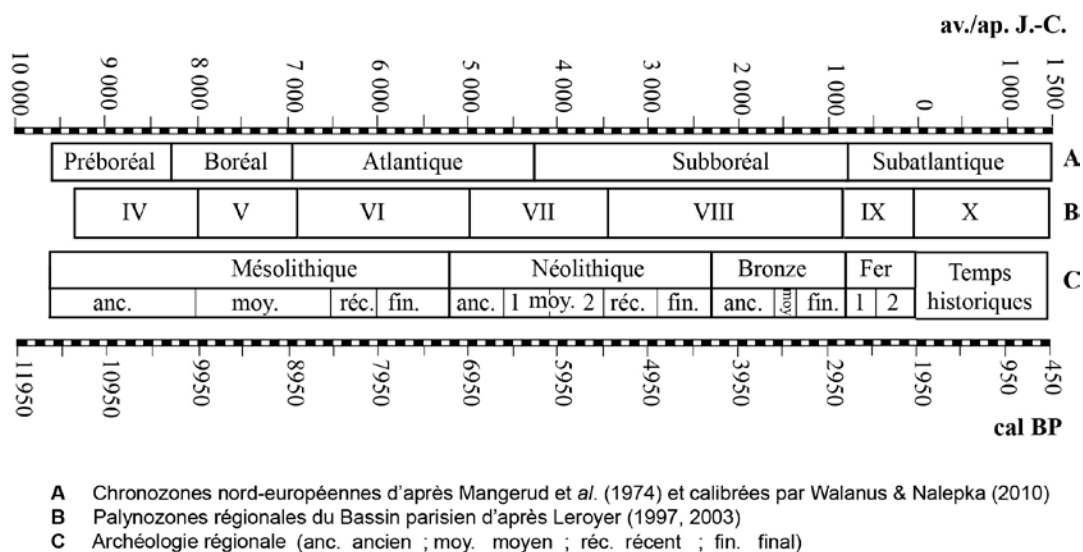 av./ap. J.-C.
10 000 9 000 8 000 7 000 6 000 5 000 4 000 3 000 2 000 1 000 0 1 000 1 500
Préboréal Boréal Atlantique Subboréal Subatlantique A
IV V VI VII VIII IX X B
Mésolithique Néolithique Bronze Fer Temps historiques C
anc. moy. réc. fin. anc. 1 moy. 2 réc. fin. anc. moy fin. 1 2
11950 10950 9950 8950 7950 6950 5950 4950 3950 2950 1950 950 450
cal BP
A Chronozones nord-européennes d'après Mangerud et al. (1974) et calibrées par Walanus & Nalepka (2010)
B Palynozones régionales du Bassin parisien d'après Leroyer (1997, 2003)
C Archéologie régionale (anc. ancien ; moy. moyen ; réc. récent ; fin. final)